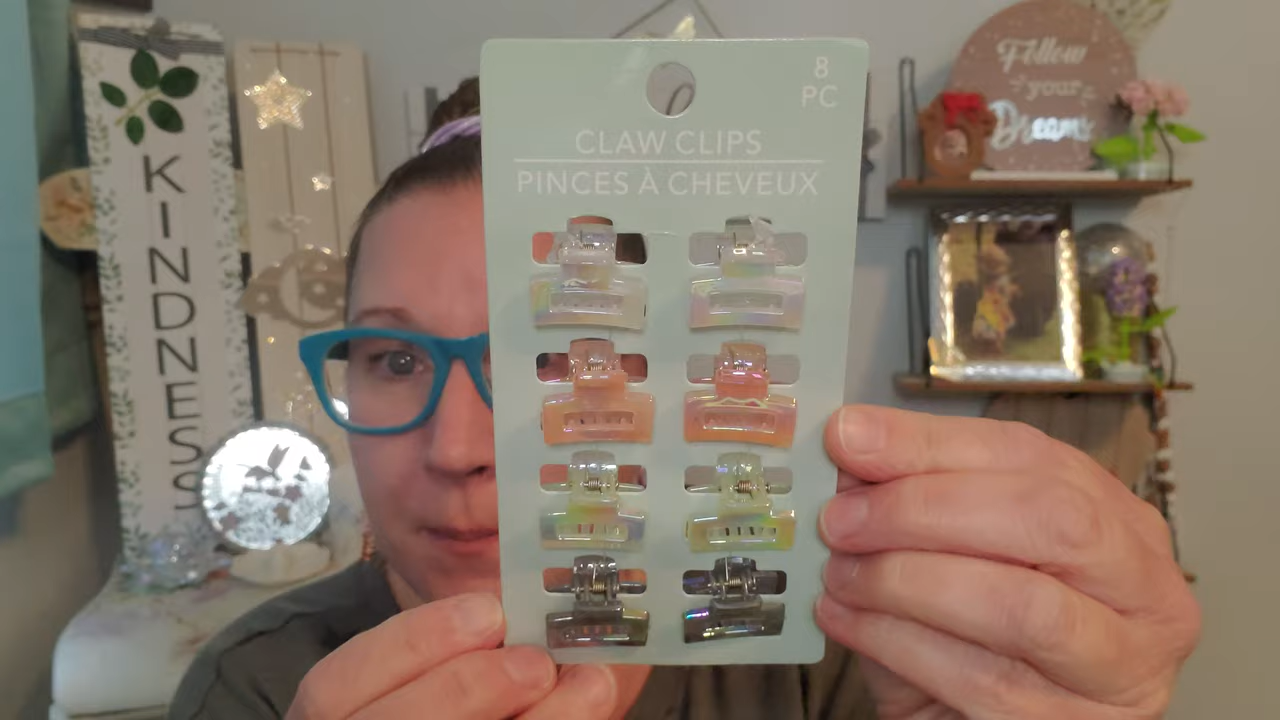 8
PC
CLAW CLIPS
PINCES À CHEVEUX
KINDNESS
Follow
your
Dreams